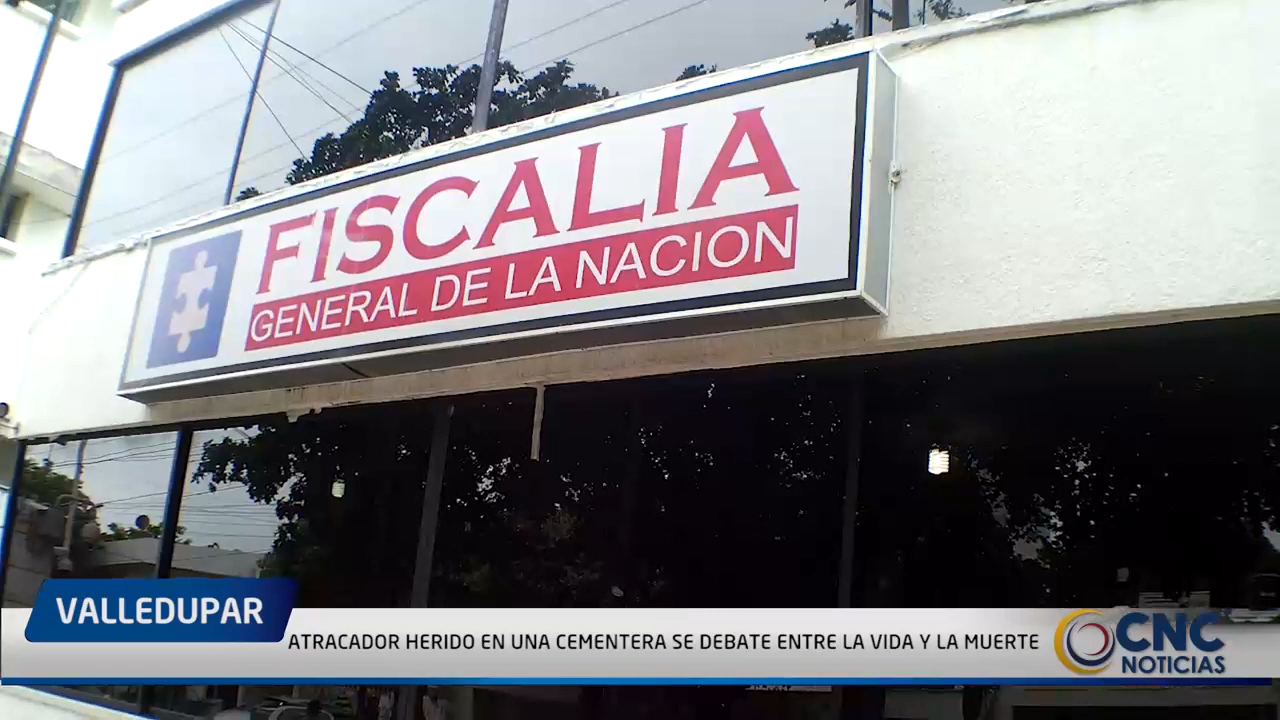 FISCALIA
GENERAL DE LA NACION
VALLEDUPAR
ATRACADOR HERIDO EN UNA CEMENTERA SE DEBATE ENTRE LA VIDA Y LA MUERTE
CNC
NOTICIAS